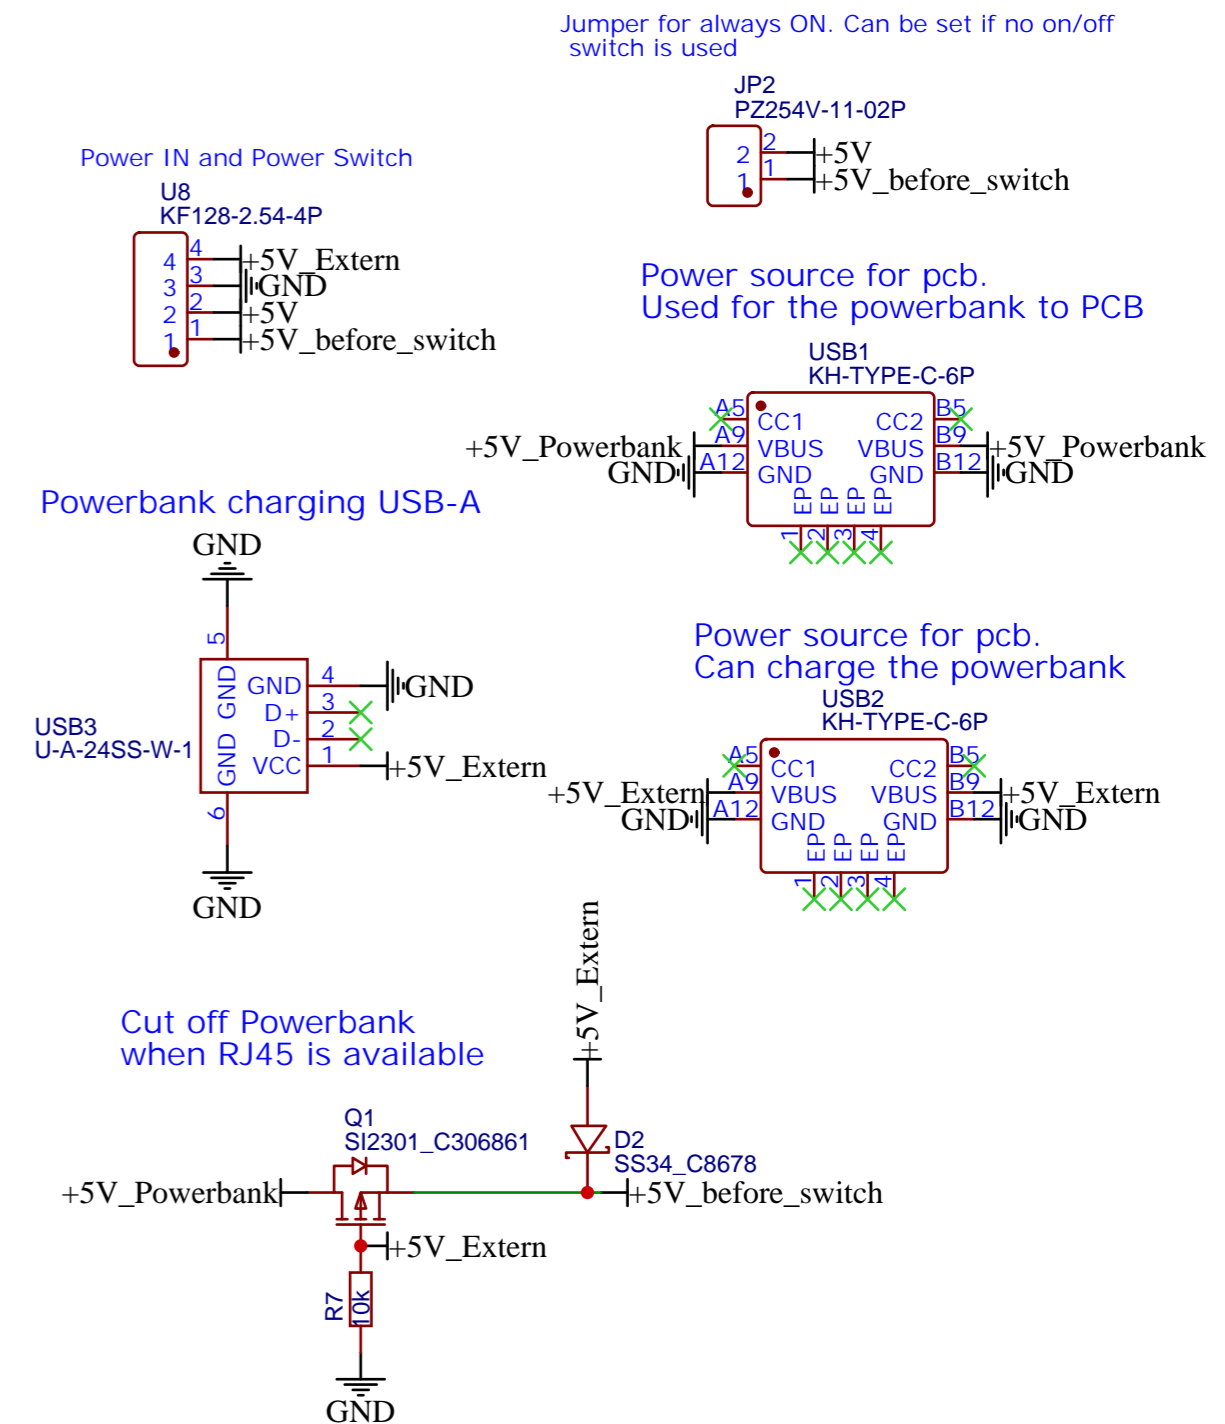 Jumper for always ON. Can be set if no on/off
switch is used
JP2
PZ254V-11-02P
2 2 +5V
1 1 +5V_before_switch
Power IN and Power Switch
U8
KF128-2.54-4P
4 4 +5V_Extern
3 3 GND
2 2 +5V
1 1 +5V_before_switch
Power source for pcb.
Used for the powerbank to PCB
USB1
KH-TYPE-C-6P
A5 CC1 CC2 B5
+5V_Powerbank A9 VBUS VBUS B9 +5V_Powerbank
GND A12 GND GND B12 GND
EP EP EP EP
1 2 3 4
Powerbank charging USB-A
GND
5
GND GND 4 GND
D+ 3
D- 2
GND VCC 1 +5V_Extern
USB3
U-A-24SS-W-1
6
GND
Power source for pcb.
Can charge the powerbank
USB2
KH-TYPE-C-6P
A5 CC1 CC2 B5
+5V_Extern A9 VBUS VBUS B9 +5V_Extern
GND A12 GND GND B12 GND
EP EP EP EP
1 2 3 4
Cut off Powerbank
when RJ45 is available
+5V_Extern
Q1
SI2301_C306861
D2
SS34_C8678
+5V_Powerbank
+5V_before_switch
+5V_Extern
R7
10k
GND